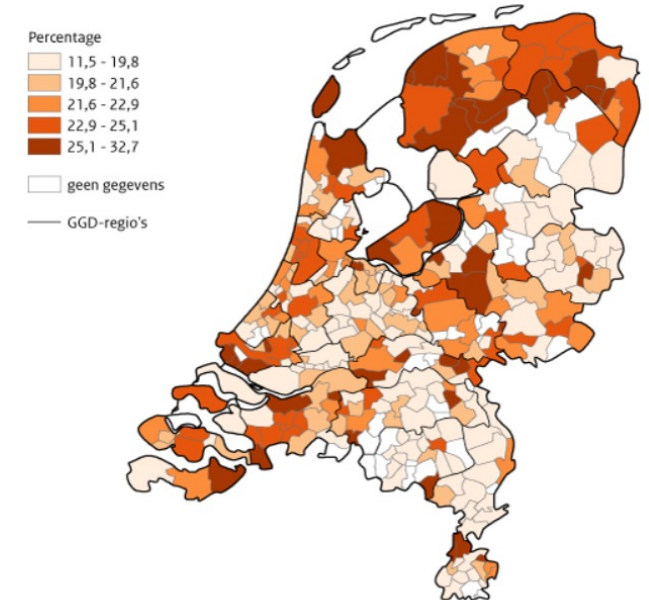 Percentage
11,5 - 19,8
19,8 - 21,6
21,6 - 22,9
22,9 - 25,1
25,1 - 32,7
geen gegevens
GGD-regio's